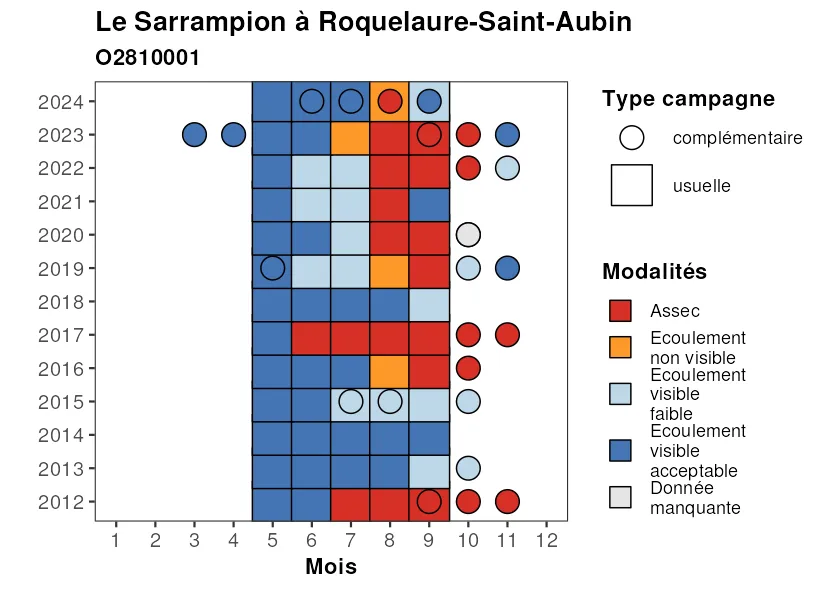 Le Sarrampion à Roquelaure-Saint-Aubin
O2810001
2024
2023
2022
2021
2020
2019
2018
2017
2016
2015
2014
2013
2012
1 2 3 4 5 6 7 8 9 10 11 12
Mois
Type campagne
complémentaire
usuelle
Modalités
Assec
Ecoulement
non visible
Ecoulement
visible
faible
Ecoulement
visible
acceptable
Donnée
manquante